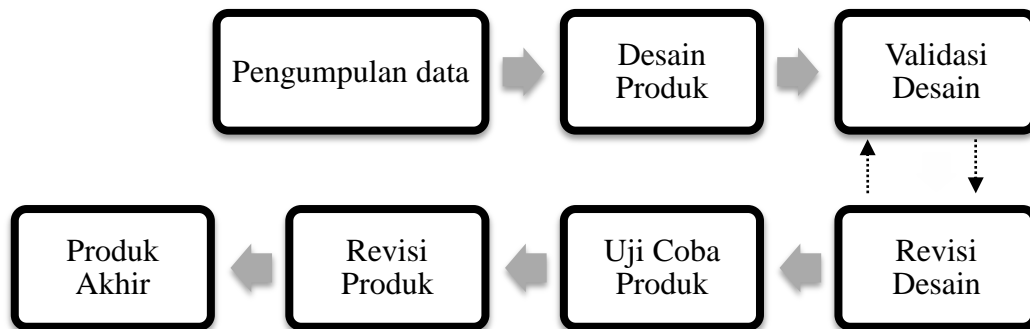 Pengumpulan data
Desain
Produk
Validasi
Desain
Produk
Akhir
Revisi
Produk
Uji Coba
Produk
Revisi
Desain